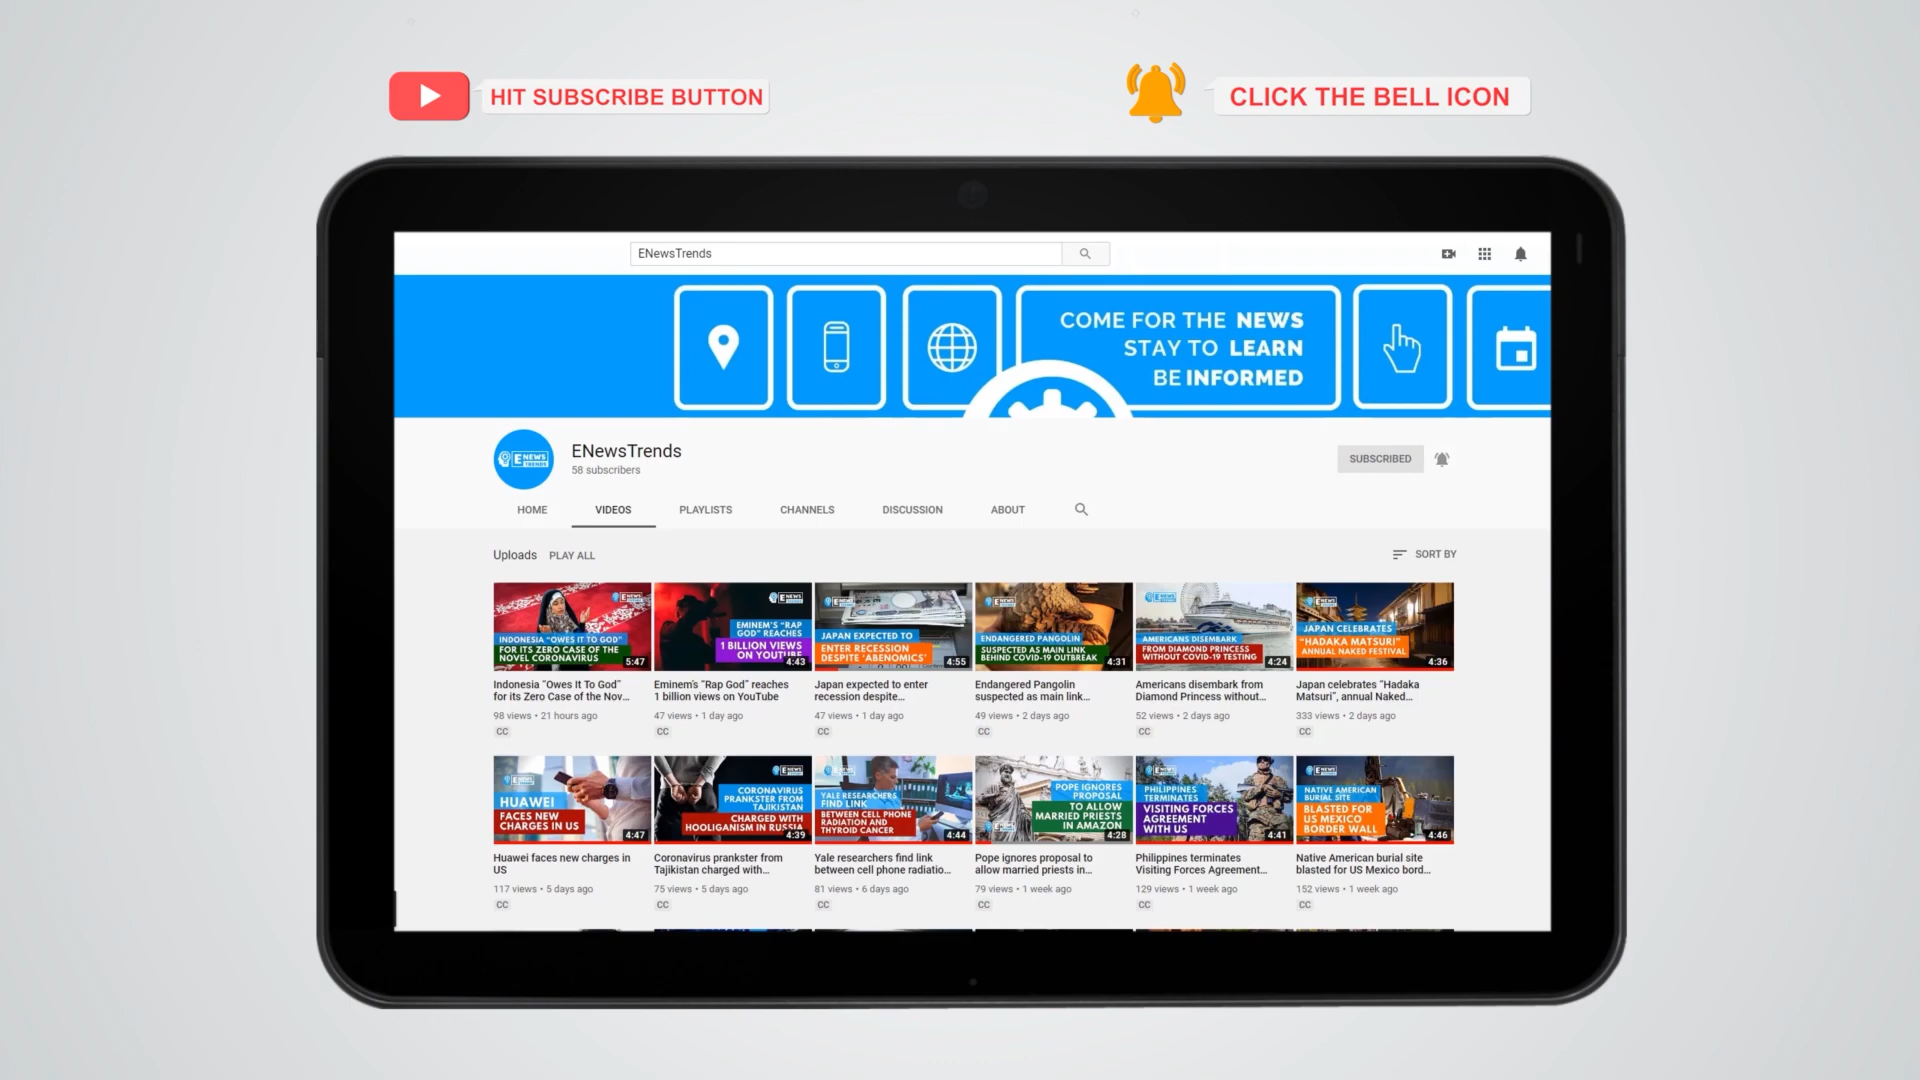 HIT SUBSCRIBE BUTTON
CLICK THE BELL ICON
ENewsTrends
COME FOR THE NEWS
STAY TO LEARN
BE INFORMED
E NEWS
TRENDS
ENewsTrends
58 subscribers
SUBSCRIBED
HOME VIDEOS PLAYLISTS CHANNELS DISCUSSION ABOUT
Uploads PLAY ALL
SORT BY
INDONESIA "OWES IT TO GOD"
FOR ITS ZERO CASE OF THE
NOVEL CORONAVIRUS
5:47
EMINEM'S "RAP
GOD" REACHES
1 BILLION VIEWS
ON YOUTUBE
4:43
JAPAN EXPECTED TO
ENTER RECESSION
DESPITE 'ABENOMICS'
4:55
ENDANGERED PANGOLIN
SUSPECTED AS MAIN LINK
BEHIND COVID-19 OUTBREAK
4:31
AMERICANS DISEMBARK
FROM DIAMOND PRINCESS
WITHOUT COVID-19 TESTING
4:24
JAPAN CELEBRATES
"HADAKA MATSURI"
ANNUAL NAKED FESTIVAL
4:36
Indonesia "Owes It To God"
for its Zero Case of the Nov...
98 views • 21 hours ago
CC
Eminem's "Rap God" reaches
1 billion views on YouTube
47 views • 1 day ago
CC
Japan expected to enter
recession despite...
47 views • 1 day ago
CC
Endangered Pangolin
suspected as main link...
49 views • 2 days ago
CC
Americans disembark from
Diamond Princess without...
52 views • 2 days ago
CC
Japan celebrates "Hadaka
Matsuri", annual Naked...
333 views • 2 days ago
CC
HUAWEI
FACES NEW
CHARGES IN US
4:47
CORONAVIRUS
PRANKSTER FROM
TAJIKISTAN
CHARGED WITH
HOOLIGANISM IN RUSSIA
4:39
YALE RESEARCHERS
FIND LINK
BETWEEN CELL PHONE
RADIATION AND
THYROID CANCER
4:44
POPE IGNORES
PROPOSAL
TO ALLOW
MARRIED PRIESTS
IN AMAZON
4:28
PHILIPPINES
TERMINATES
VISITING FORCES
AGREEMENT
WITH US
4:41
NATIVE AMERICAN
BURIAL SITE
BLASTED FOR
US MEXICO
BORDER WALL
4:46
Huawei faces new charges in
US
117 views • 5 days ago
CC
Coronavirus prankster from
Tajikistan charged with...
75 views • 5 days ago
CC
Yale researchers find link
between cell phone radiatio...
81 views • 6 days ago
CC
Pope ignores proposal to
allow married priests in...
79 views • 1 week ago
CC
Philippines terminates
Visiting Forces Agreement...
129 views • 1 week ago
CC
Native American burial site
blasted for US Mexico bord...
152 views • 1 week ago
CC